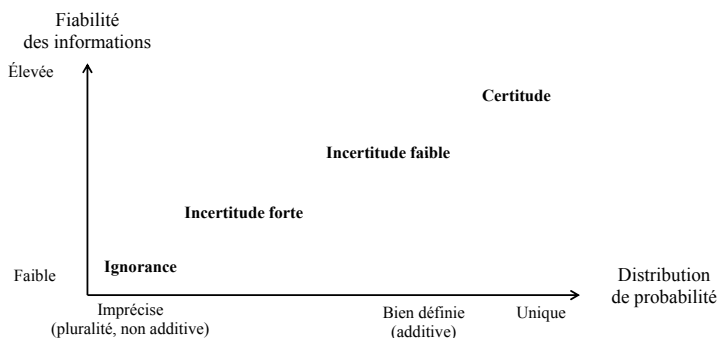 Fiabilité
des informations
Élevée
Certitude
Incertitude faible
Incertitude forte
Ignorance
Faible
Distribution
de probabilité
Imprécise
(pluralité, non additive)
Bien définie
(additive)
Unique